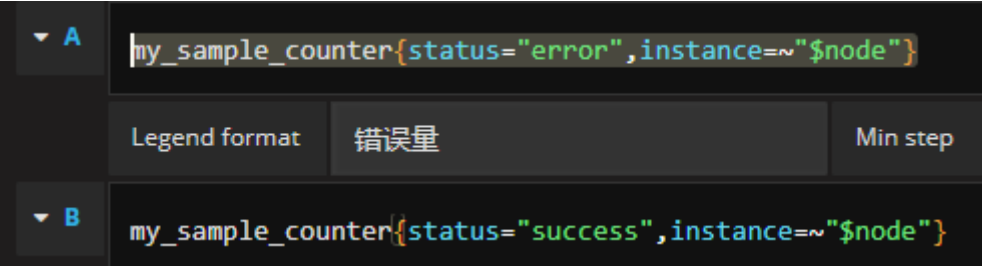 A my_sample_counter{status="error",instance=~"$node"}
Legend format 错误量 Min step
B my_sample_counter{status="success",instance=~"$node"}